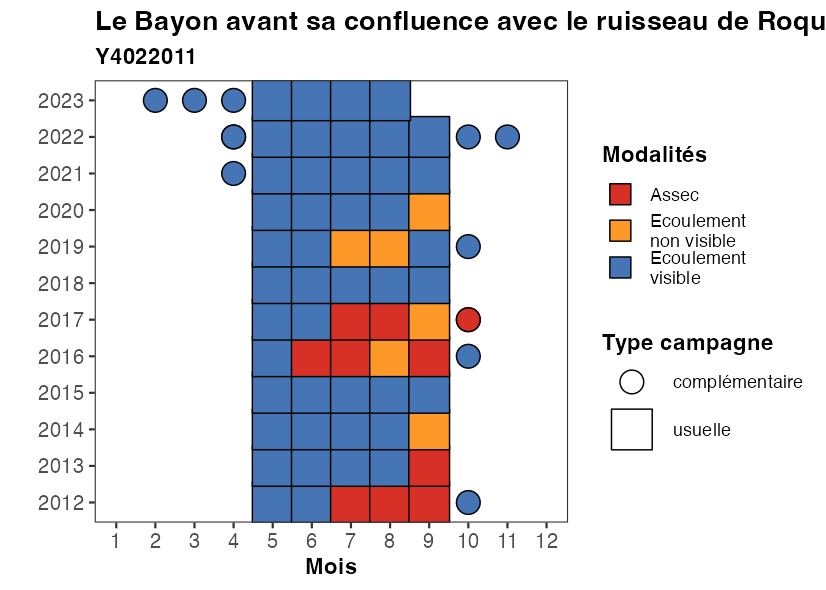 Le Bayon avant sa confluence avec le ruisseau de Roqu
Y4022011
2023
2022
2021
2020
2019
2018
2017
2016
2015
2014
2013
2012
1 2 3 4 5 6 7 8 9 10 11 12
Mois
Modalités
Assec
Ecoulement
non visible
Ecoulement
visible
Type campagne
complémentaire
usuelle